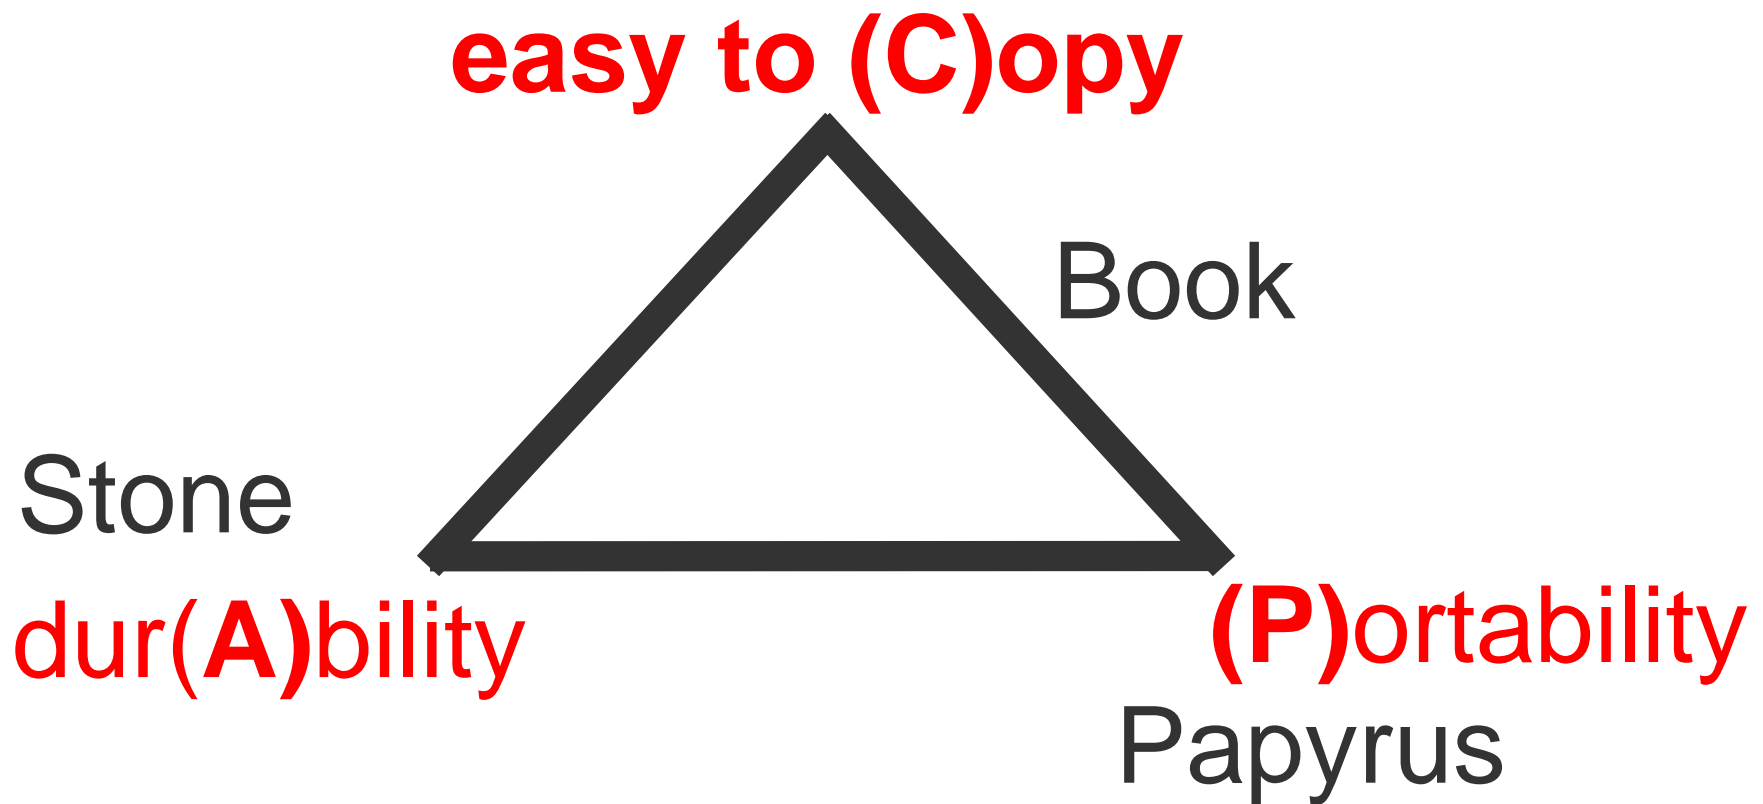 easy to (C)opy
Book
Stone
dur(A)bility
(P)ortability
Papyrus